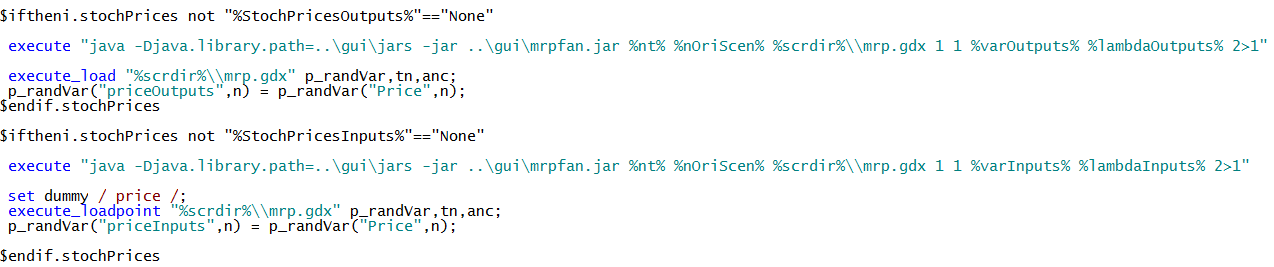 $iftheni.stochPrices not "%StochPricesOutputs%"=="None"
execute "java -Djava.library.path=..\gui\jars -jar ..\gui\mrpfan.jar %nt% %nOriScen% %scrdir%\\mrp.gdx 1 1 %varOutputs% %lambdaOutputs% 2>1"
execute_load "%scrdir%\\mrp.gdx" p_randVar,tn,anc;
p_randVar("priceOutputs",n) = p_randVar("Price",n);
$endif.stochPrices
$iftheni.stochPrices not "%StochPricesInputs%"=="None"
execute "java -Djava.library.path=..\gui\jars -jar ..\gui\mrpfan.jar %nt% %nOriScen% %scrdir%\\mrp.gdx 1 1 %varInputs% %lambdaInputs% 2>1"
set dummy / price /;
execute_loadpoint "%scrdir%\\mrp.gdx" p_randVar,tn,anc;
p_randVar("priceInputs",n) = p_randVar("Price",n);
$endif.stochPrices